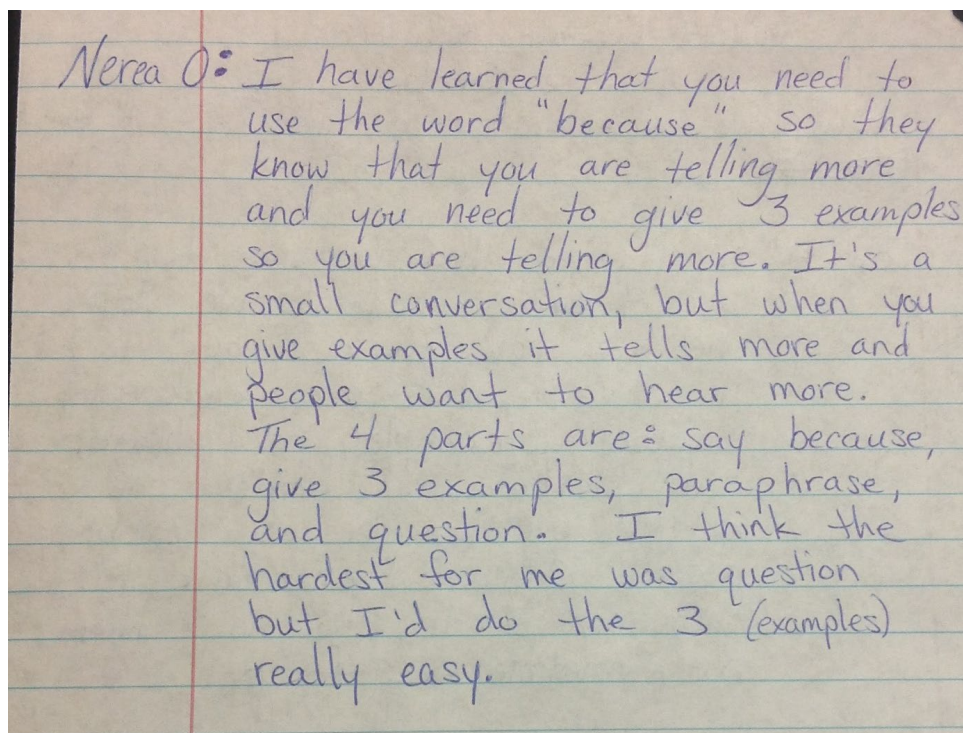 Nerea O: I have learned that you need to
use the word "because", so they
know that you are telling more
and you need to give 3 examples
so you are telling more. It's a
small conversation, but when you
give examples it tells more and
people want to hear more.
The 4 parts are: say because,
give 3 examples, paraphrase,
and question. I think the
hardest for me was question
but I'd do the 3 (examples)
really easy.